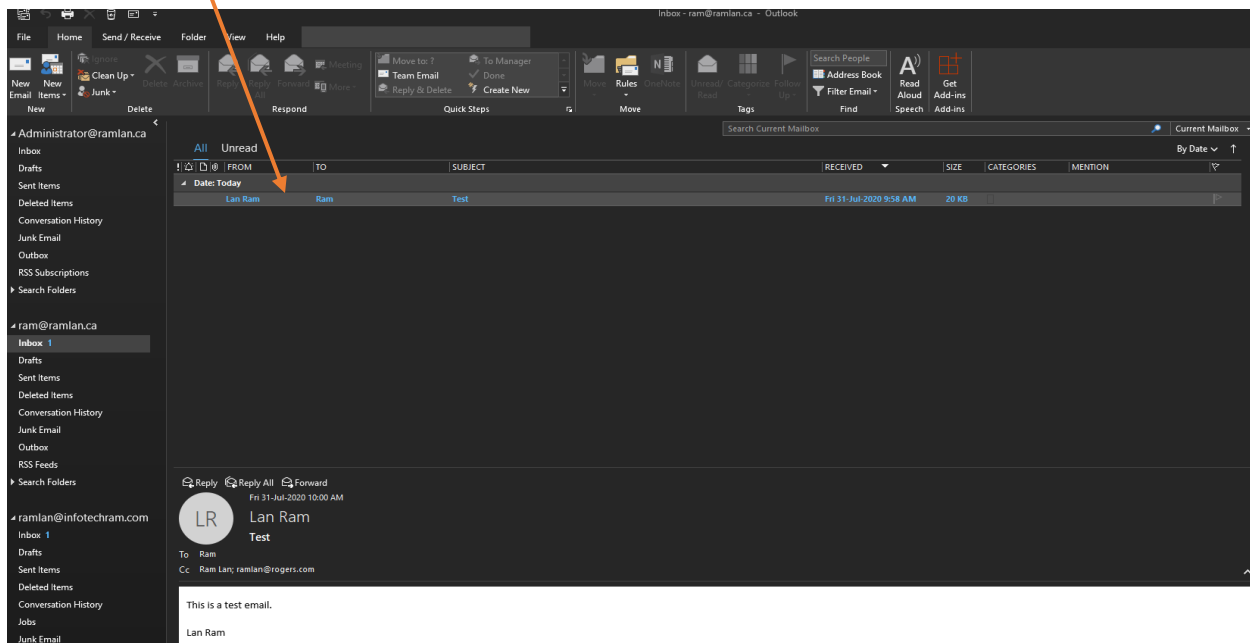 Inbox - ram@ramlan.ca - Outlook
File Home Send / Receive Folder View Help
Ignore
Clean Up
Junk
New Email
New Items
Delete
Archive
Reply
Reply All
Forward
Meeting
More
Move to: ?
Team Email
Reply & Delete
To Manager
Done
Create New
Move
Rules
OneNote
Unread/ Read
Categorize
Follow Up
Search People
Address Book
Filter Email
Read Aloud
Get Add-ins
New Delete Respond Quick Steps Move Tags Find Speech Add-ins
Search Current Mailbox Current Mailbox
All Unread By Date
! FROM TO SUBJECT RECEIVED SIZE CATEGORIES MENTION
Date: Today
Lan Ram Ram Test Fri 31-Jul-2020 9:58 AM 20 KB
Administrator@ramlan.ca
Inbox
Drafts
Sent Items
Deleted Items
Conversation History
Junk Email
Outbox
RSS Subscriptions
Search Folders
ram@ramlan.ca
Inbox 1
Drafts
Sent Items
Deleted Items
Conversation History
Junk Email
Outbox
RSS Feeds
Search Folders
ramlan@infotechram.com
Inbox 1
Drafts
Sent Items
Deleted Items
Conversation History
Jobs
Junk Email
Reply Reply All Forward
Fri 31-Jul-2020 10:00 AM
LR
Lan Ram
Test
To Ram
Cc Ram Lan; ramlan@rogers.com
This is a test email.
Lan Ram